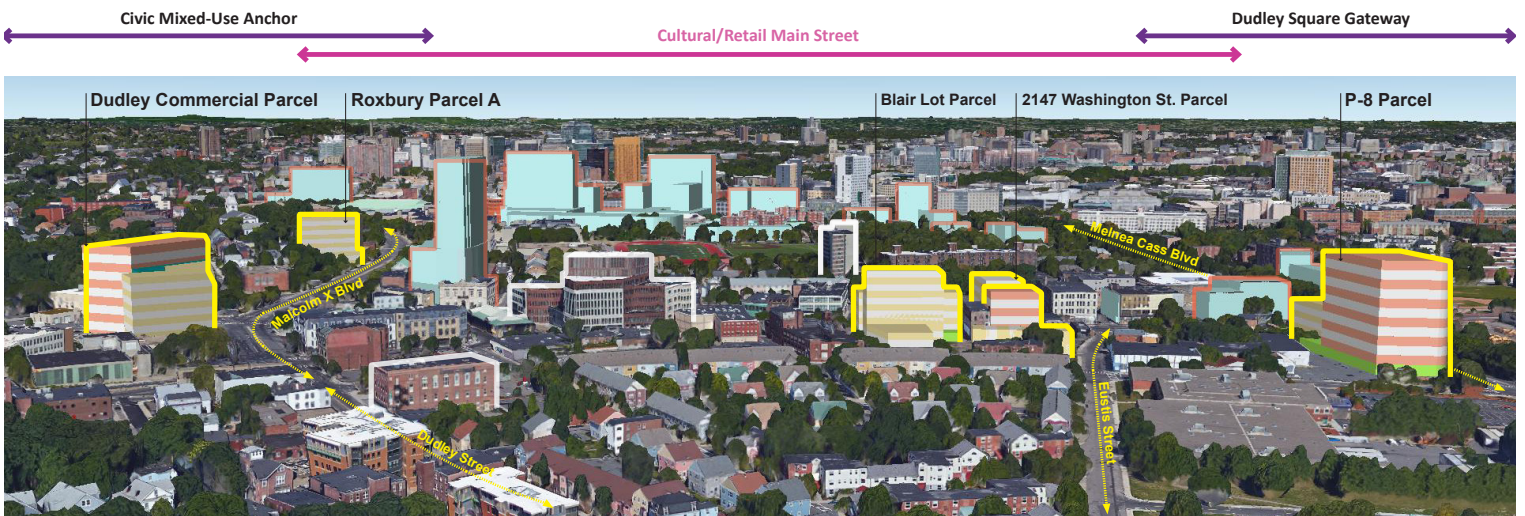 Civic Mixed-Use Anchor
Dudley Square Gateway
Cultural/Retail Main Street
Dudley Commercial Parcel
Roxbury Parcel A
Blair Lot Parcel
2147 Washington St. Parcel
P-8 Parcel
Melnea Cass Blvd
Malcolm X Blvd
Eustis Street
Dudley Street